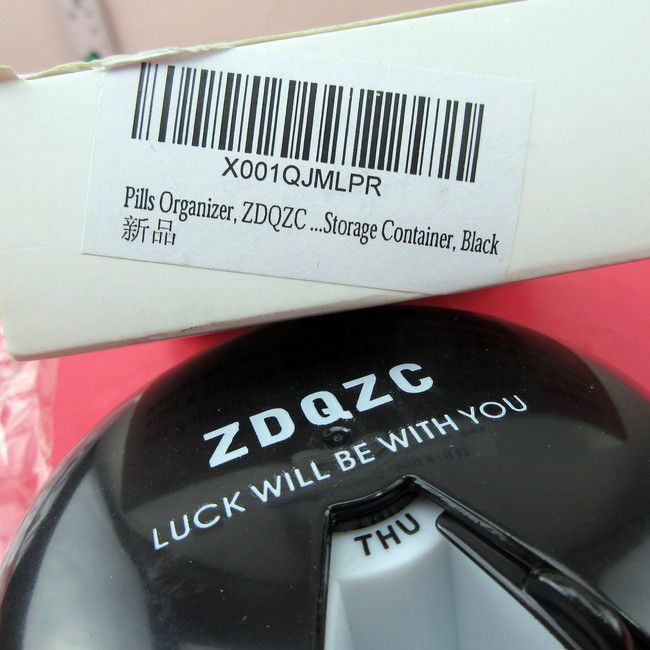 X001QJMLPR
Pills Organizer, ZDQZC ...Storage Container, Black
新品
ZDQZC
LUCK WILL BE WITH YOU
THU